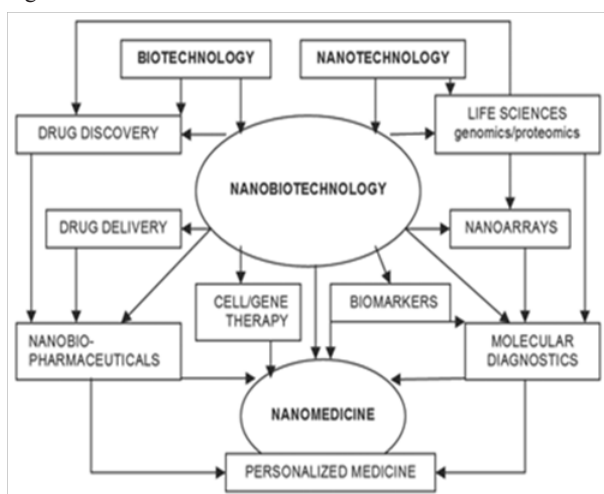 BIOTECHNOLOGY
NANOTECHNOLOGY
DRUG DISCOVERY
LIFE SCIENCES
genomics/proteomics
NANOBIOTECHNOLOGY
DRUG DELIVERY
NANOARRAYS
CELL/GENE
THERAPY
BIOMARKERS
NANOBIO-
PHARMACEUTICALS
MOLECULAR
DIAGNOSTICS
NANOMEDICINE
PERSONALIZED MEDICINE